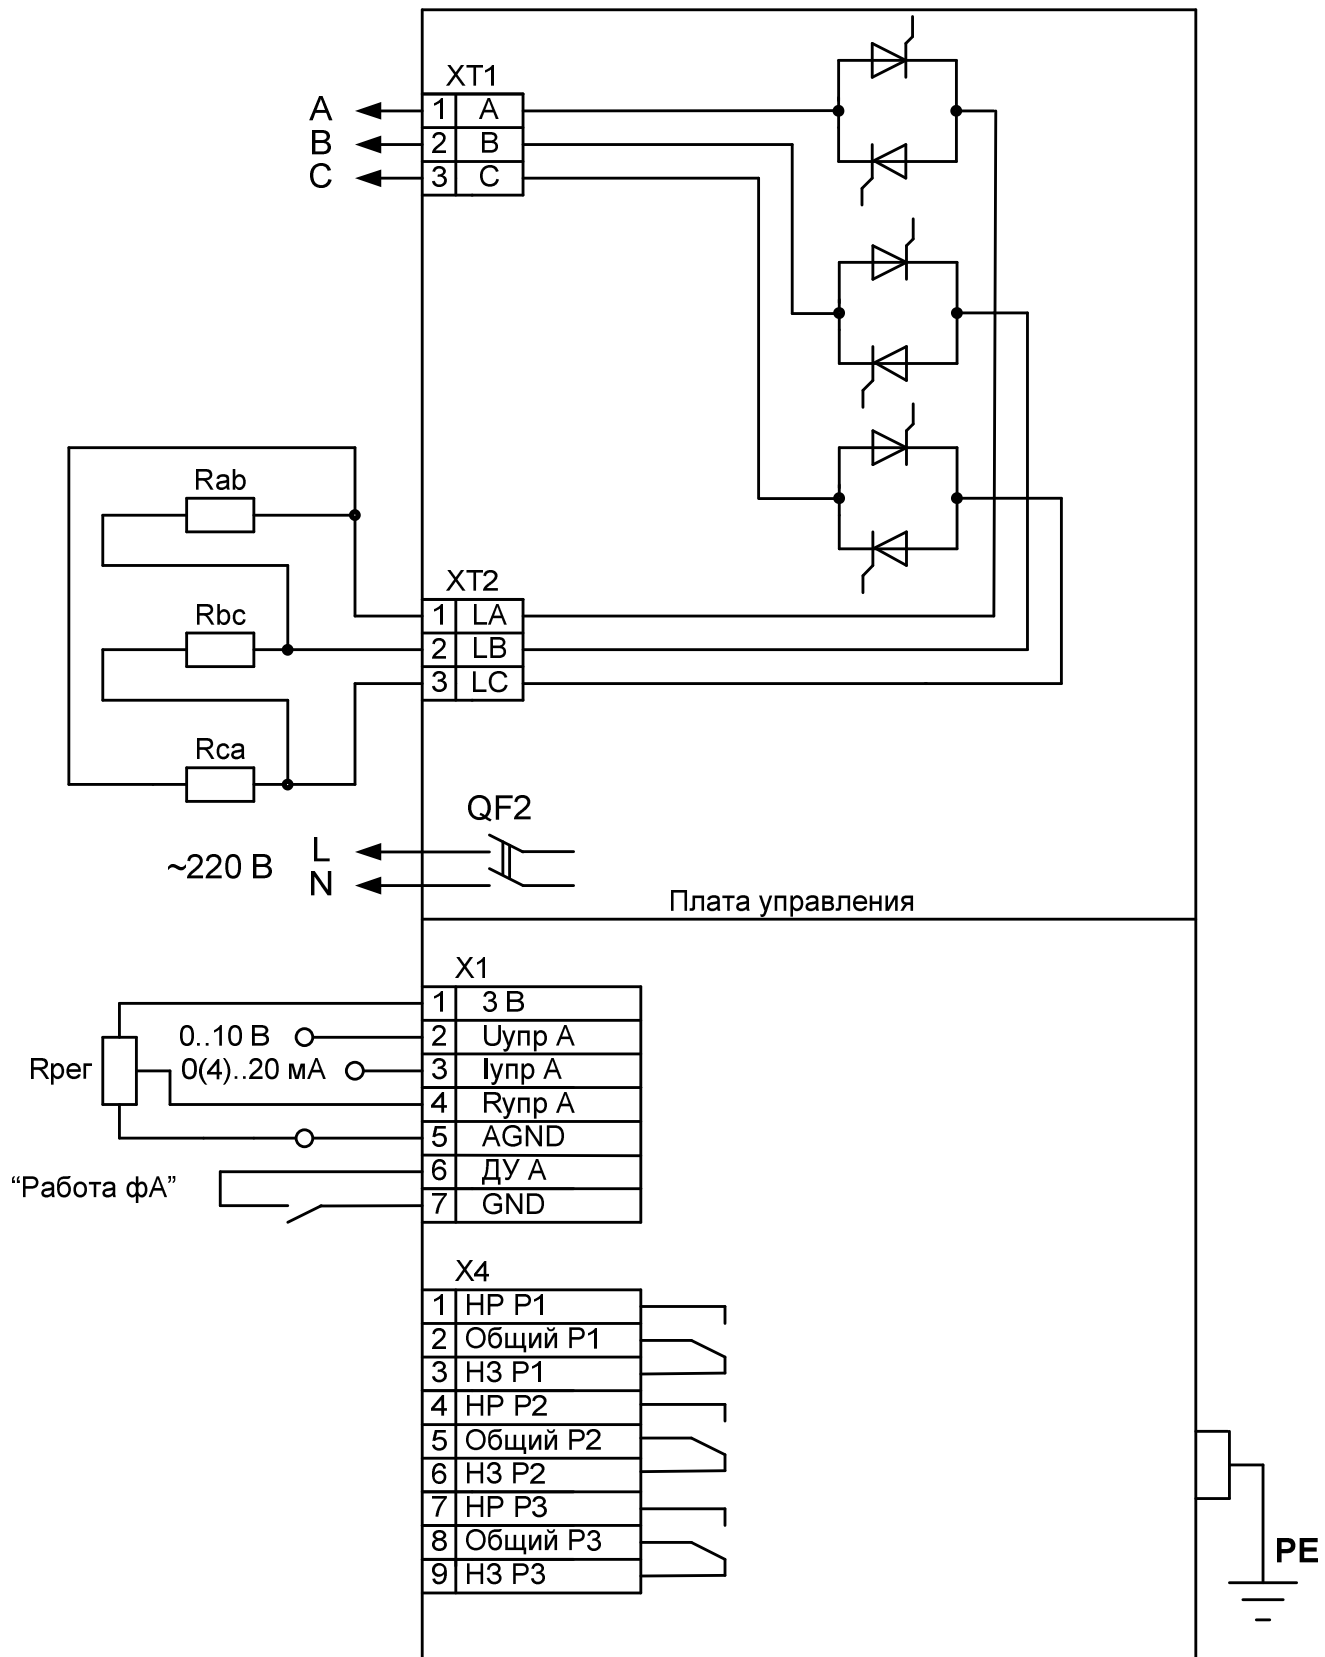 XT1
A 1 A
B 2 B
C 3 C
Rab
XT2
Rbc 1 LA
2 LB
3 LC
Rca
QF2
~220 В L
N
Плата управления
X1
1 3 В
0..10 В 2 Uупр А
Rрег 0(4)..20 мА 3 Iупр А
4 Rупр А
5 AGND
“Работа фА” 6 ДУ А
7 GND
X4
1 НР Р1
2 Общий Р1
3 НЗ Р1
4 НР Р2
5 Общий Р2
6 НЗ Р2
7 НР Р3
8 Общий Р3
9 НЗ Р3
PE